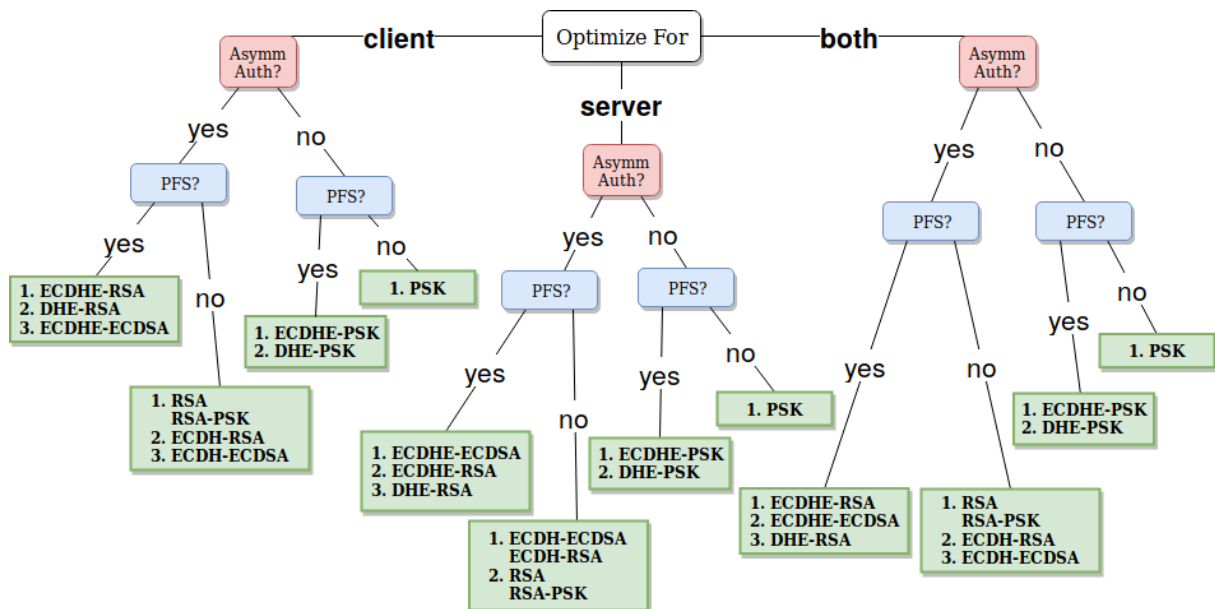 Optimize For
client
both
server
Asymm
Auth?
yes
no
PFS?
yes
no
1. ECDHE-RSA
2. DHE-RSA
3. ECDHE-ECDSA
1. RSA
RSA-PSK
2. ECDH-RSA
3. ECDH-ECDSA
PFS?
yes
no
1. ECDHE-PSK
2. DHE-PSK
1. PSK
Asymm
Auth?
yes
no
PFS?
yes
no
1. ECDHE-ECDSA
2. ECDHE-RSA
3. DHE-RSA
1. ECDH-ECDSA
ECDH-RSA
2. RSA
RSA-PSK
PFS?
yes
no
1. ECDHE-PSK
2. DHE-PSK
1. PSK
Asymm
Auth?
yes
no
PFS?
yes
no
1. ECDHE-RSA
2. ECDHE-ECDSA
3. DHE-RSA
1. RSA
RSA-PSK
2. ECDH-RSA
3. ECDH-ECDSA
PFS?
yes
no
1. ECDHE-PSK
2. DHE-PSK
1. PSK